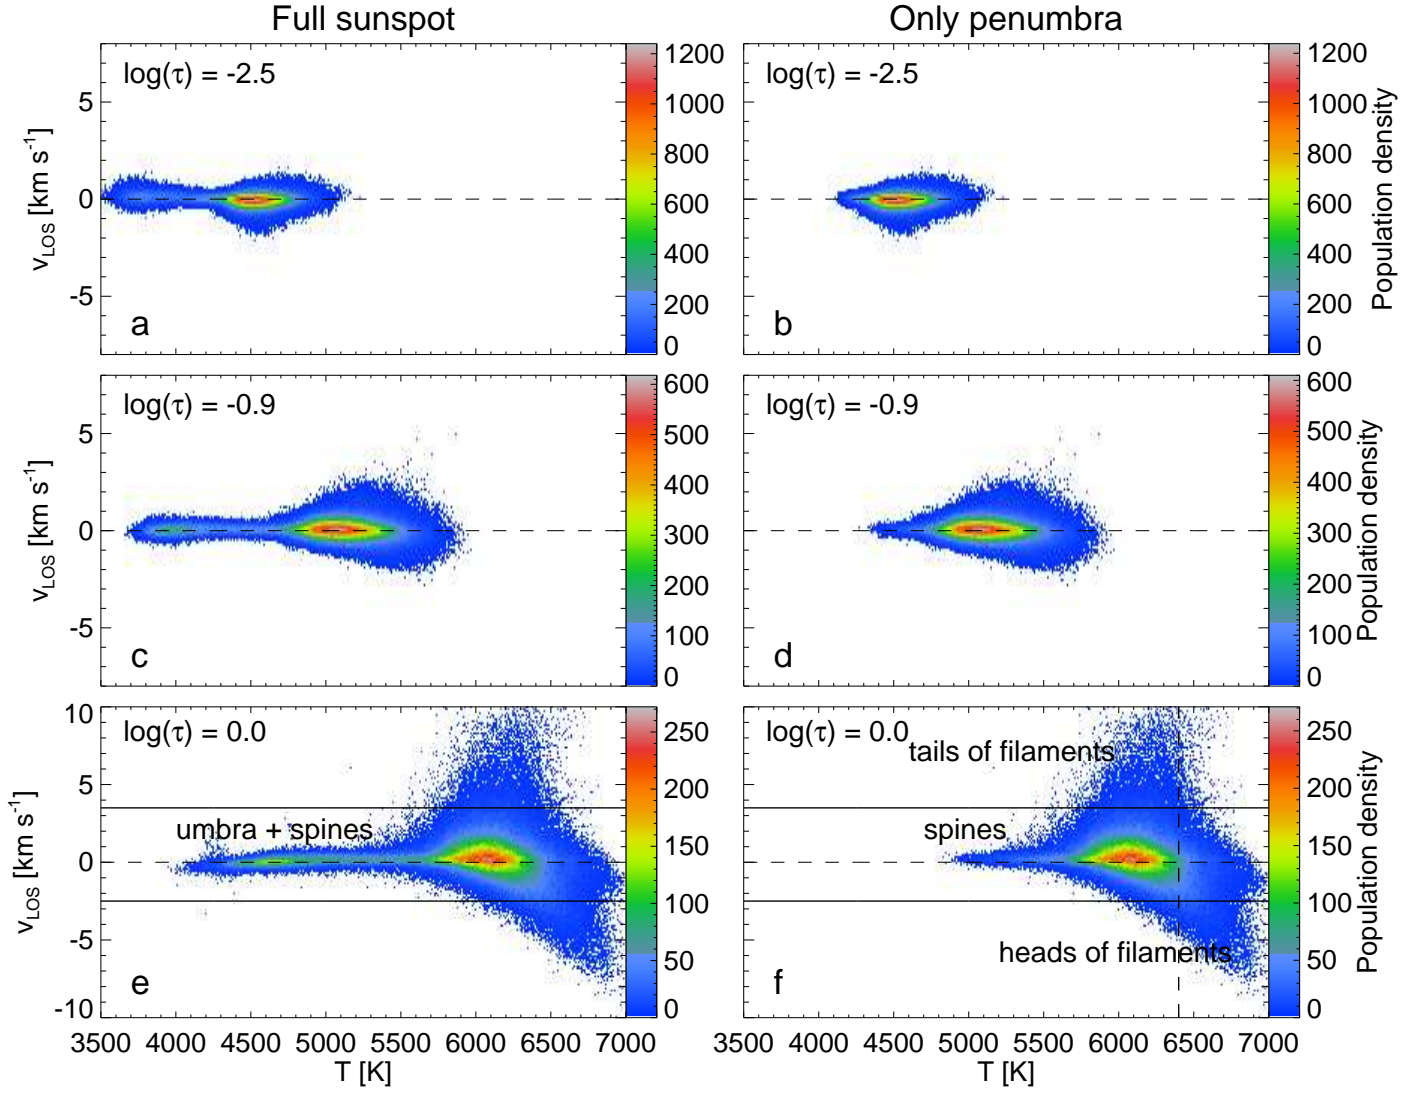 Full sunspot
Only penumbra
log(τ) = -2.5
5
0
-5
v_LOS [km s⁻¹]
a
1200
1000
800
600
400
200
0
log(τ) = -2.5
b
1200
1000
800
600
400
200
0
Population density
log(τ) = -0.9
5
0
-5
v_LOS [km s⁻¹]
c
600
500
400
300
200
100
0
log(τ) = -0.9
d
600
500
400
300
200
100
0
Population density
log(τ) = 0.0
10
5
0
-5
-10
v_LOS [km s⁻¹]
umbra + spines
e
250
200
150
100
50
0
3500 4000 4500 5000 5500 6000 6500 7000
T [K]
log(τ) = 0.0
tails of filaments
spines
heads of filaments
f
250
200
150
100
50
0
Population density
3500 4000 4500 5000 5500 6000 6500 7000
T [K]